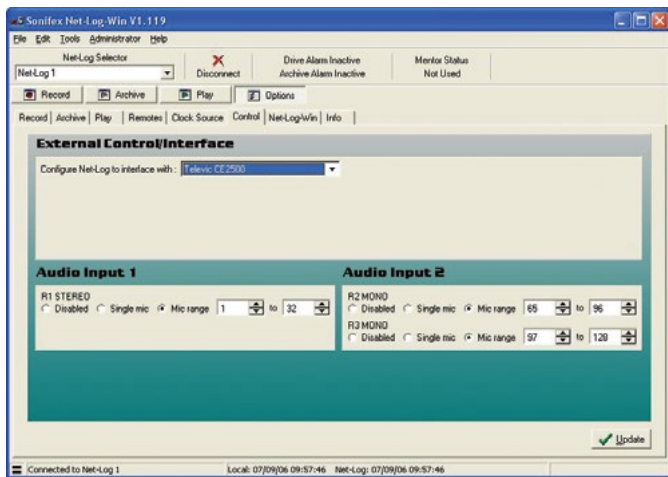 Sonifex Net-Log-Win V1.119
File Edit Tools Administrator Help
Net-Log Selector
Net-Log 1
Disconnect
Drive Alarm Inactive
Archive Alarm Inactive
Mentor Status
Not Used
Record Archive Play Options
Record Archive Play Remotes Clock Source Control Net-Log-Win Info
External Control/Interface
Configure Net-Log to interface with : Televic CE2500
Audio Input 1
R1 STEREO
Disabled Single mic Mic range 1 to 32
Audio Input 2
R2 MONO
Disabled Single mic Mic range 65 to 96
R3 MONO
Disabled Single mic Mic range 97 to 128
Update
Connected to Net-Log 1 Local: 07/09/06 09:57:46 Net-Log: 07/09/06 09:57:46